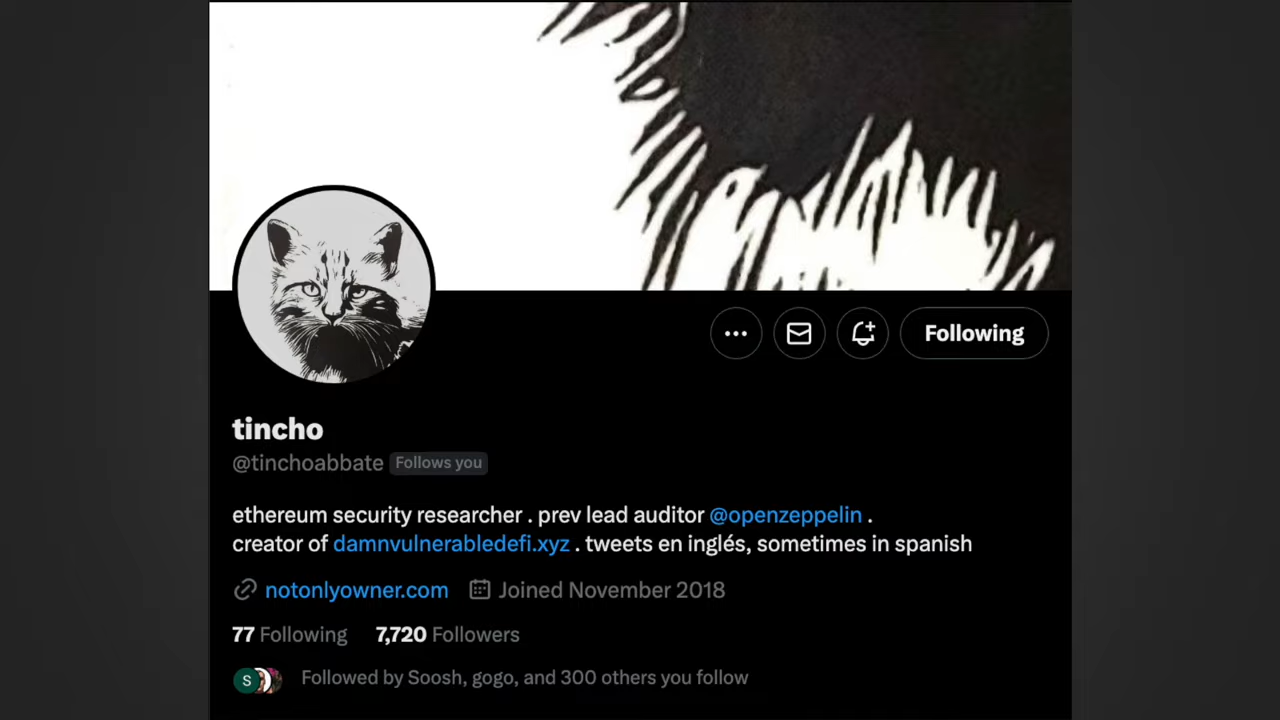 Following
tincho
@tinchoabbate Follows you
ethereum security researcher . prev lead auditor @openzeppelin .
creator of damnvulnerabledefi.xyz . tweets en inglés, sometimes in spanish
notonlyowner.com Joined November 2018
77 Following 7,720 Followers
S Followed by Soosh, gogo, and 300 others you follow